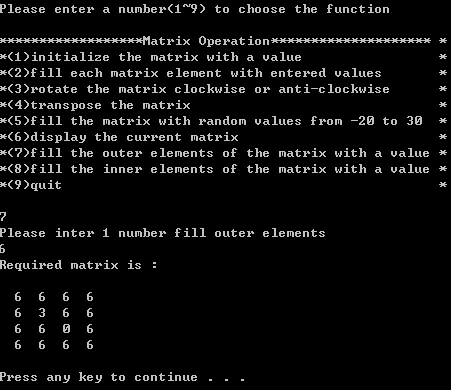 Please enter a number(1~9) to choose the function
******************Matrix Operation******************** *
*(1)initialize the matrix with a value *
*(2)fill each matrix element with entered values *
*(3)rotate the matrix clockwise or anti-clockwise *
*(4)transpose the matrix *
*(5)fill the matrix with random values from -20 to 30 *
*(6)display the current matrix *
*(7)fill the outer elements of the matrix with a value *
*(8)fill the inner elements of the matrix with a value *
*(9)quit *
7
Please inter 1 number fill outer elements
6
Required matrix is :
6 6 6 6
6 3 6 6
6 6 0 6
6 6 6 6
Press any key to continue . . .